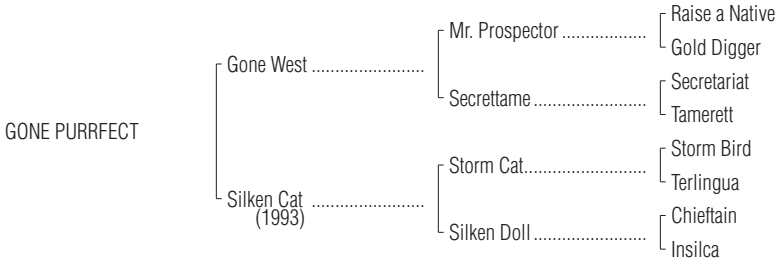 Raise a Native
Mr. Prospector ..................
Gold Digger
Gone West ........................
Secretariat
Secrettame ........................
Tamerett
GONE PURRFECT
Storm Bird
Storm Cat..........................
Terlingua
Silken Cat ........................
(1993)
Chieftain
Silken Doll ........................
Insilca